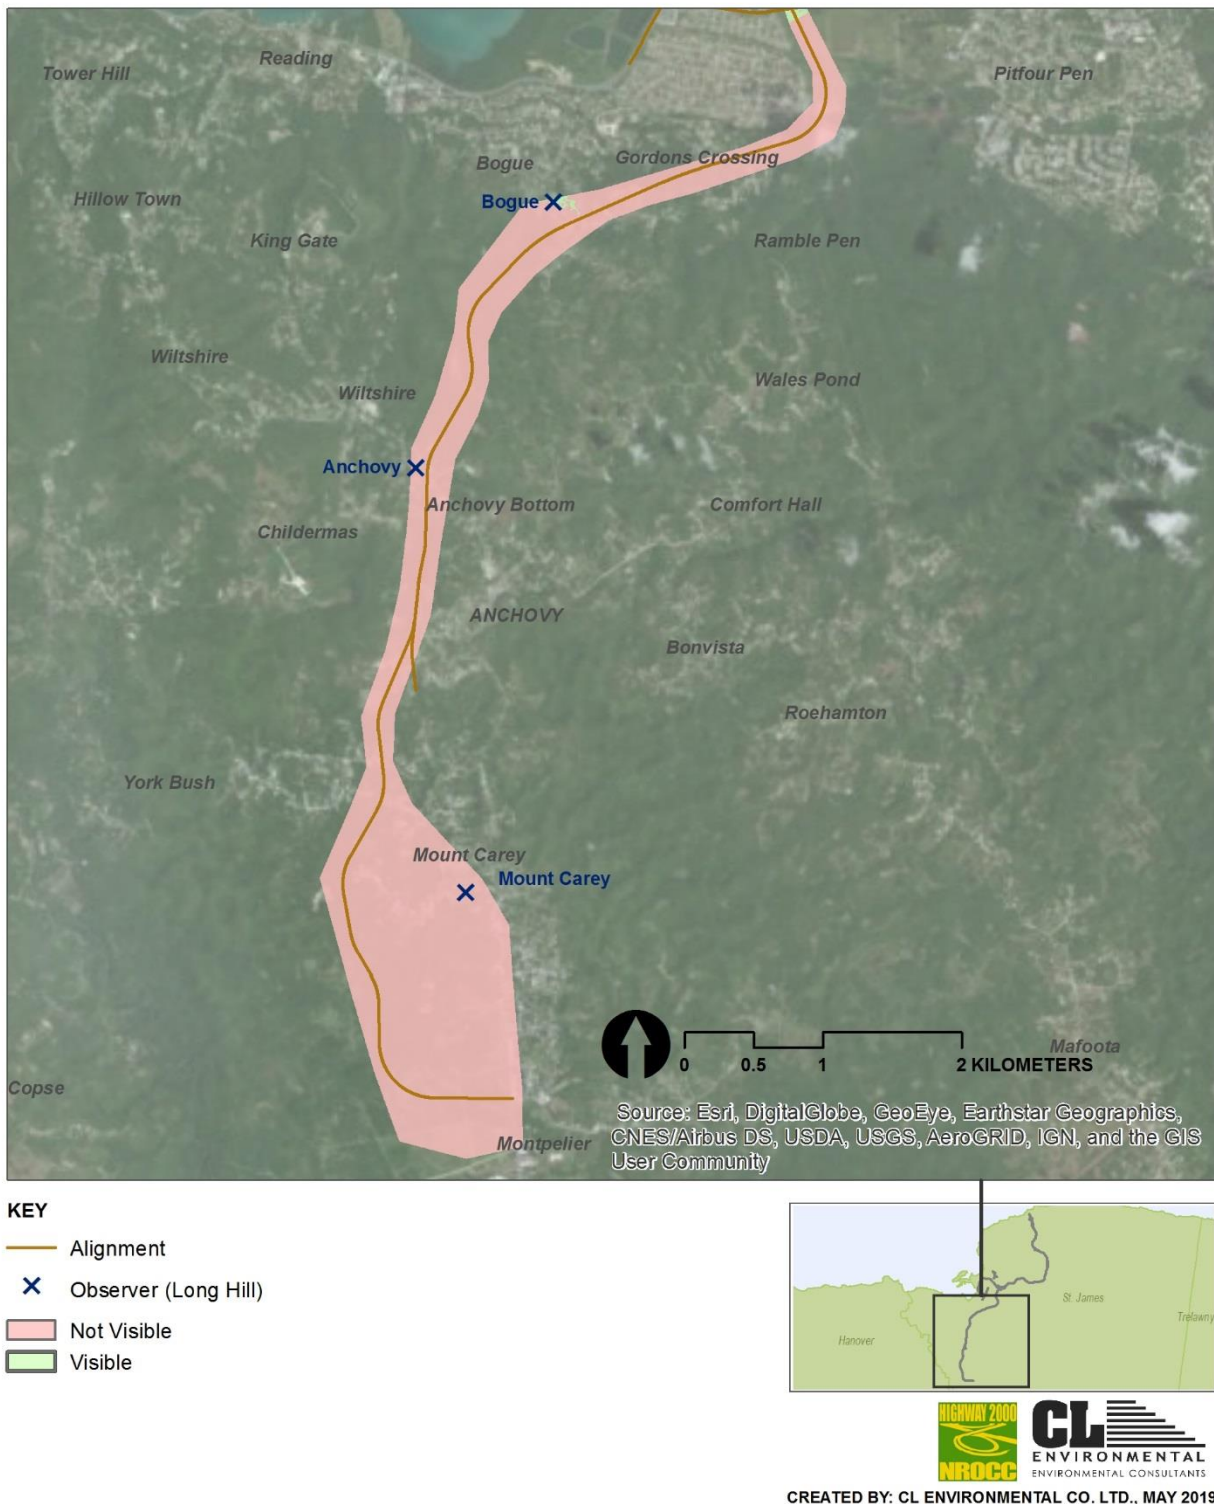 Reading
Tower Hill
Pitfour Pen
Bogue
Gordons Crossing
Hillow Town
Bogue
King Gate
Ramble Pen
Wiltshire
Wales Pond
Wiltshire
Anchovy
Anchovy Bottom
Comfort Hall
Childermas
ANCHOVY
Bonvista
Roehamton
York Bush
Mount Carey
Mount Carey
Mafoota
0 0.5 1 2 KILOMETERS
Copse
Montpelier
Source: Esri, DigitalGlobe, GeoEye, Earthstar Geographics,
CNES/Airbus DS, USDA, USGS, AeroGRID, IGN, and the GIS
User Community
KEY
Alignment
Observer (Long Hill)
Not Visible
Visible
St. James
Trelawny
Hanover
HIGHWAY 2000
NROCC
CL
ENVIRONMENTAL
ENVIRONMENTAL CONSULTANTS
CREATED BY: CL ENVIRONMENTAL CO. LTD., MAY 2019